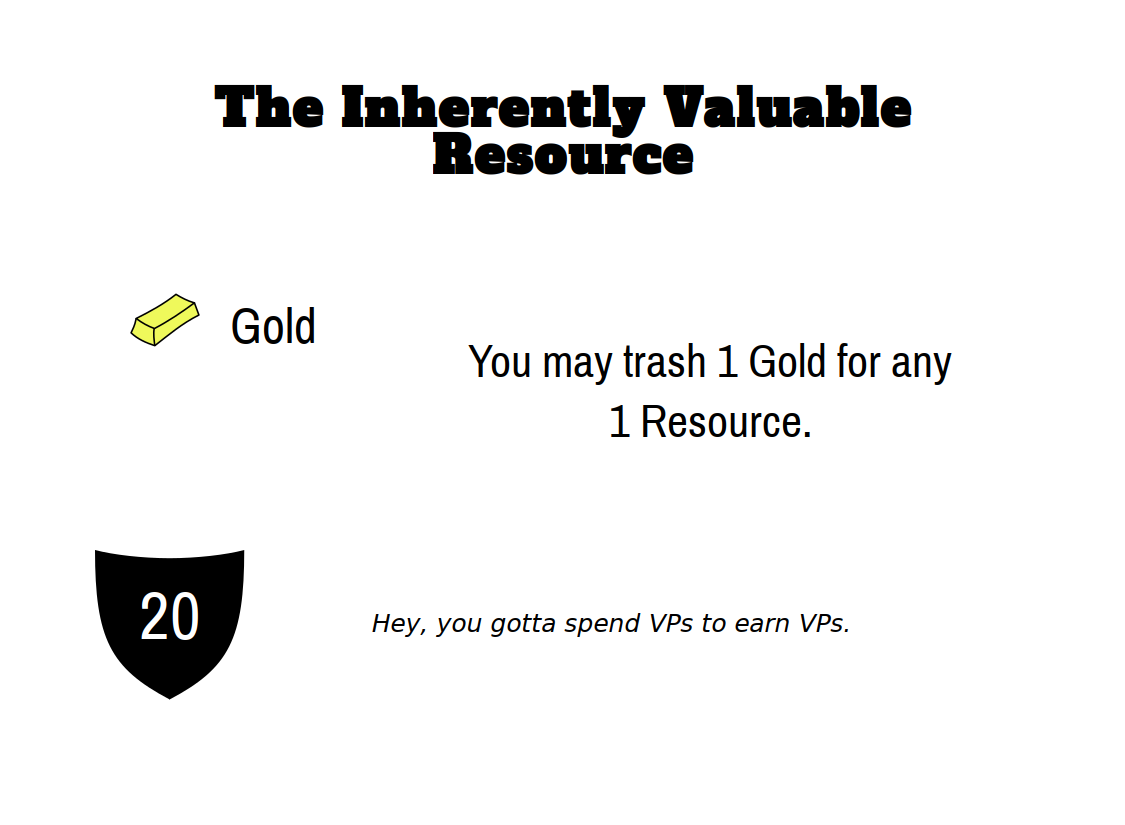 The Inherently Valuable
Resource
Gold
You may trash 1 Gold for any
1 Resource.
20
Hey, you gotta spend VPs to earn VPs.